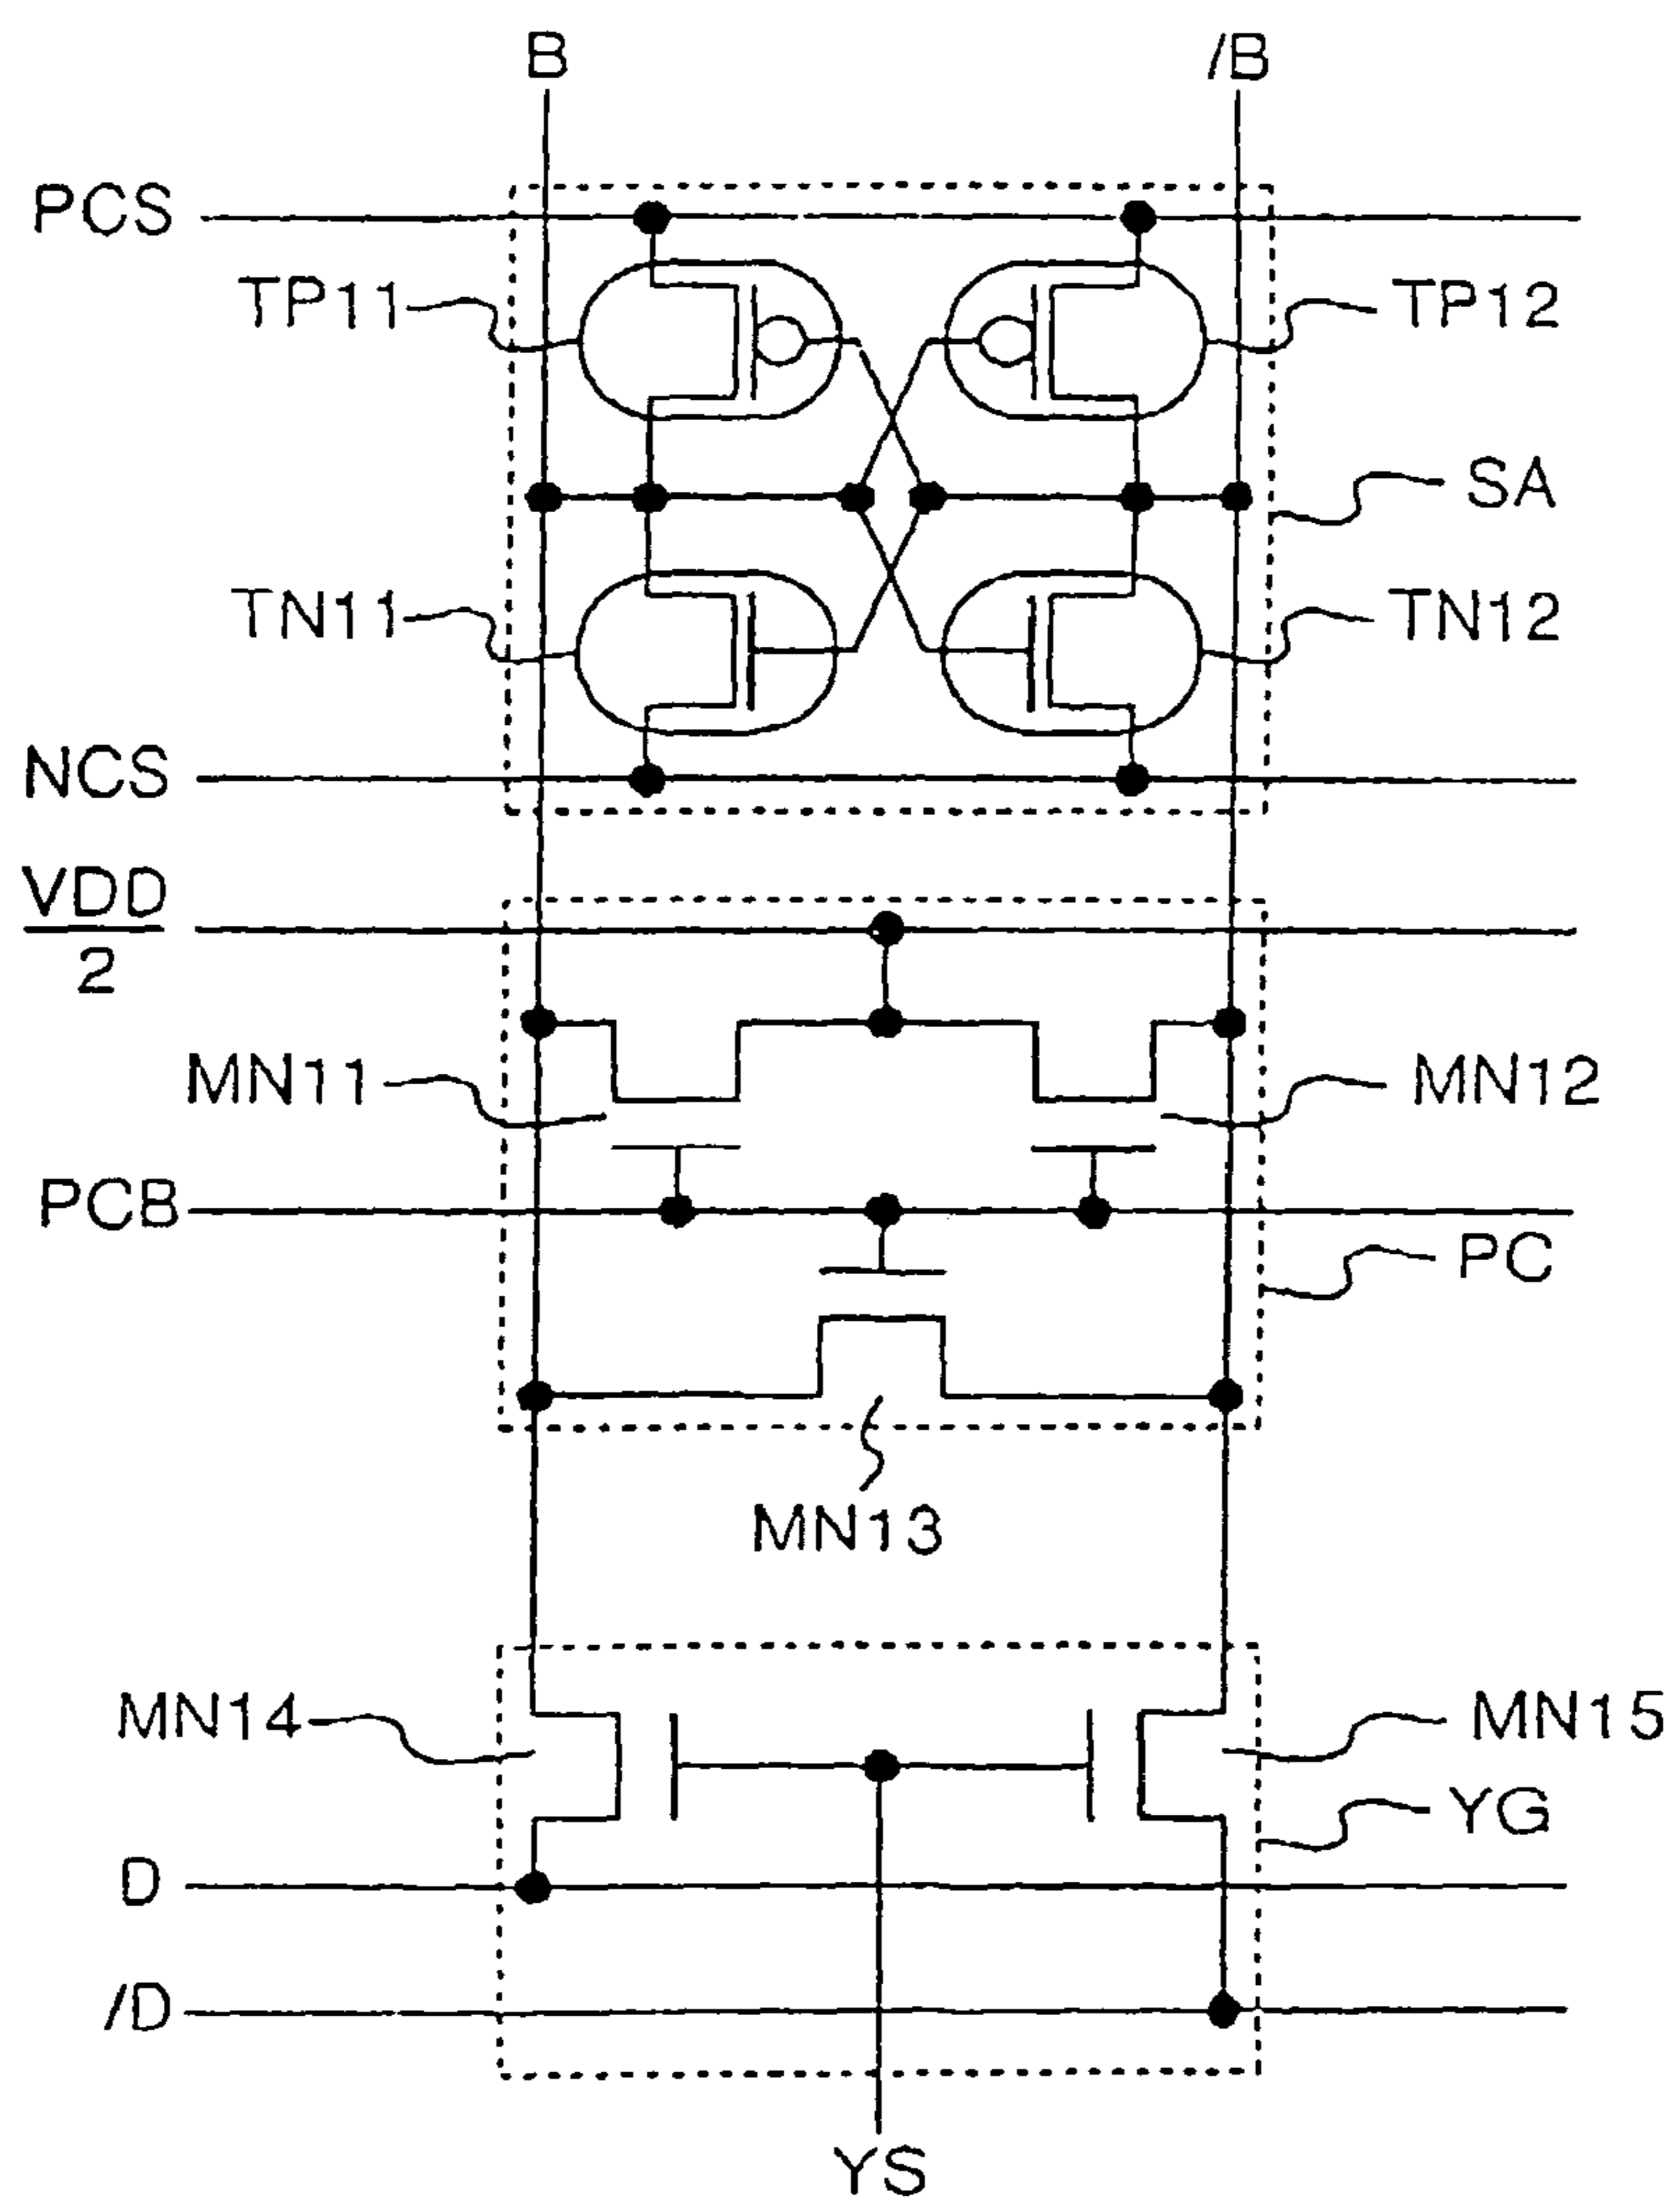 B /B
PCS
TP11 TP12
SA
TN11 TN12
NCS
VDD
2
MN11 MN12
PCB
PC
MN13
MN14 MN15
YG
D
/D
YS